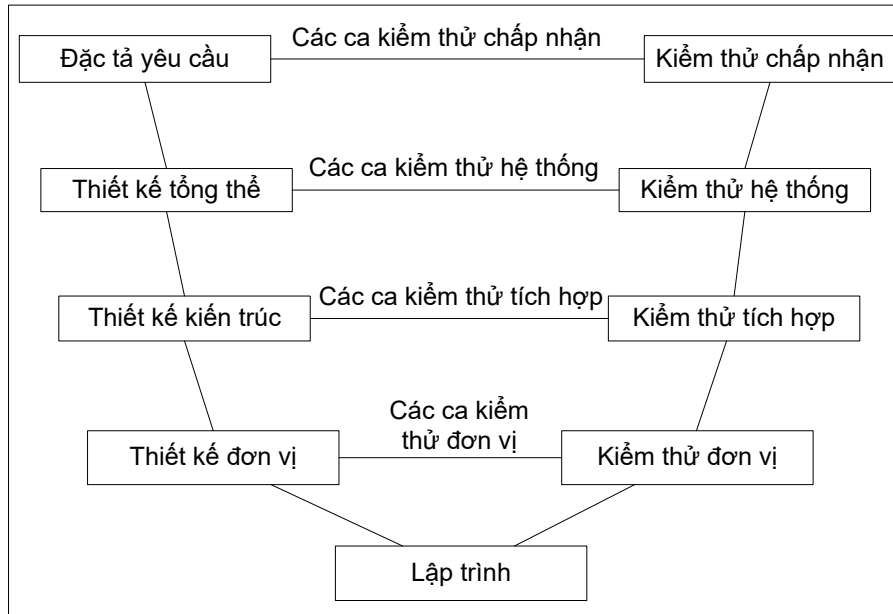 Các ca kiểm thử chấp nhận
Đặc tả yêu cầu
Kiểm thử chấp nhận
Các ca kiểm thử hệ thống
Thiết kế tổng thể
Kiểm thử hệ thống
Các ca kiểm thử tích hợp
Thiết kế kiến trúc
Kiểm thử tích hợp
Các ca kiểm
thử đơn vị
Thiết kế đơn vị
Kiểm thử đơn vị
Lập trình